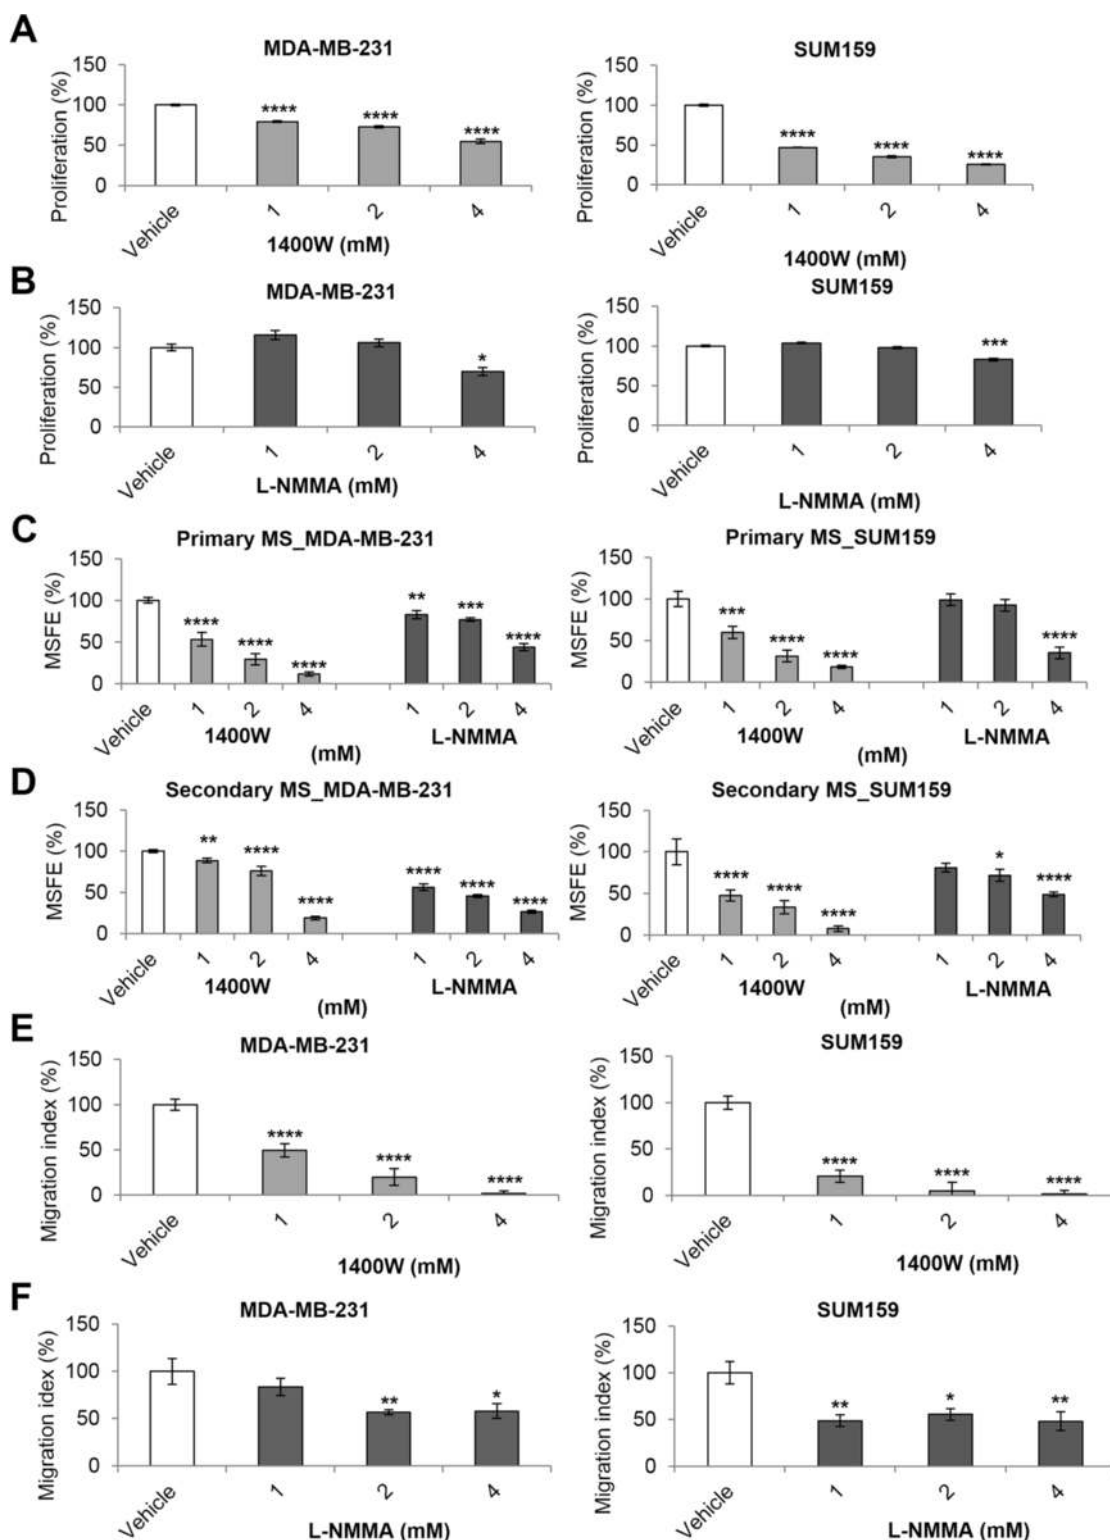 A
MDA-MB-231
SUM159
Proliferation (%)
150
100
50
0
**** **** ****
Vehicle 1 2 4
1400W (mM)
Proliferation (%)
150
100
50
0
**** **** ****
Vehicle 1 2 4
1400W (mM)
B
MDA-MB-231
SUM159
Proliferation (%)
150
100
50
0
*
Vehicle 1 2 4
L-NMMA (mM)
Proliferation (%)
150
100
50
0
***
Vehicle 1 2 4
L-NMMA (mM)
C
Primary MS_MDA-MB-231
Primary MS_SUM159
MSFE (%)
150
100
50
0
**** **** **** ** *** ****
Vehicle 1 2 4 1 2 4
1400W L-NMMA
(mM)
MSFE (%)
150
100
50
0
*** **** **** ****
Vehicle 1 2 4 1 2 4
1400W L-NMMA
(mM)
D
Secondary MS_MDA-MB-231
Secondary MS_SUM159
MSFE (%)
150
100
50
0
** **** **** **** **** ****
Vehicle 1 2 4 1 2 4
1400W L-NMMA
(mM)
MSFE (%)
150
100
50
0
**** **** **** * ****
Vehicle 1 2 4 1 2 4
1400W L-NMMA
(mM)
E
MDA-MB-231
SUM159
Migration index (%)
150
100
50
0
**** **** ****
Vehicle 1 2 4
1400W (mM)
Migration index (%)
150
100
50
0
**** **** ****
Vehicle 1 2 4
1400W (mM)
F
MDA-MB-231
SUM159
Migration idex (%)
150
100
50
0
** *
Vehicle 1 2 4
L-NMMA (mM)
Migration index (%)
150
100
50
0
** * **
Vehicle 1 2 4
L-NMMA (mM)